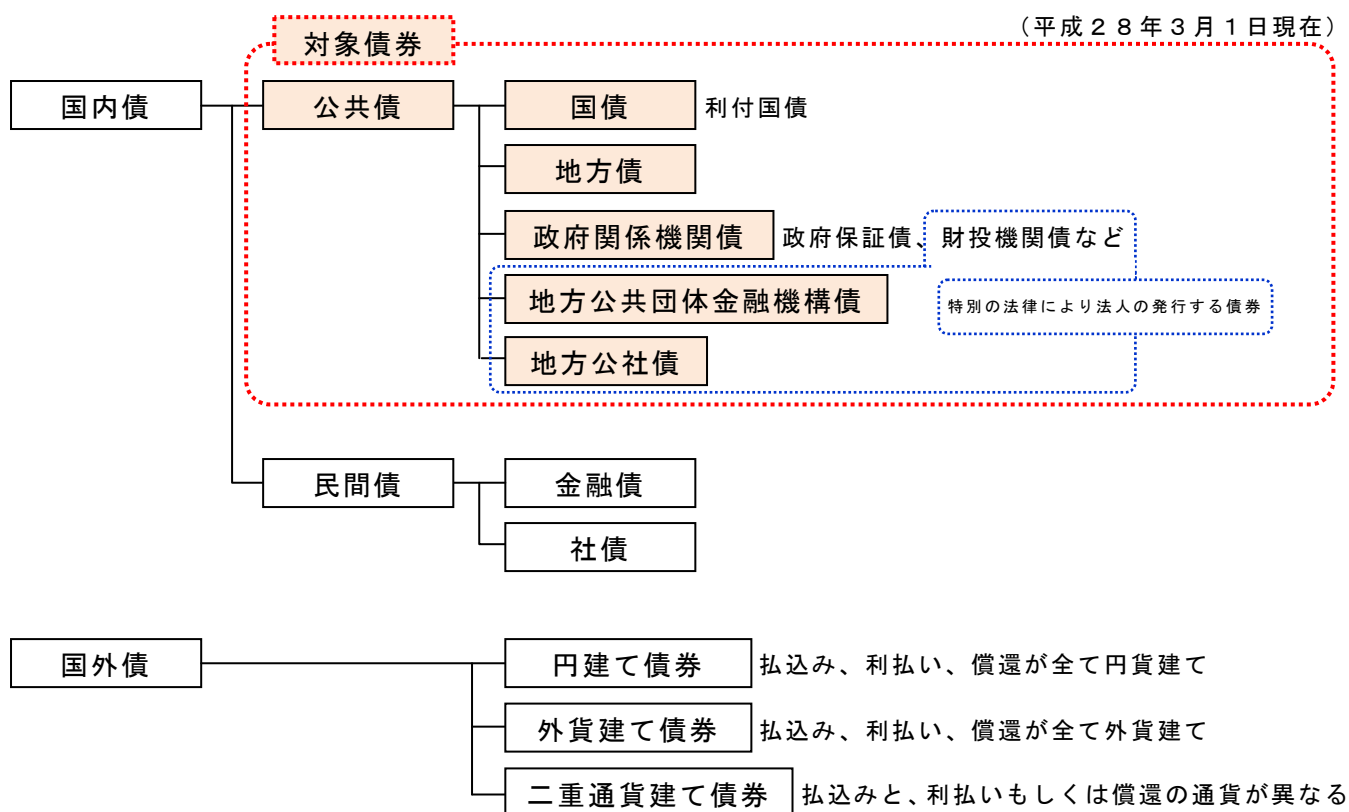 (平成２８年３月１日現在)
対象債券
国内債
公共債
国債 利付国債
地方債
政府関係機関債 政府保証債、財投機関債など
地方公共団体金融機構債 特別の法律により法人の発行する債券
地方公社債
民間債
金融債
社債
国外債
円建て債券 払込み、利払い、償還が全て円貨建て
外貨建て債券 払込み、利払い、償還が全て外貨建て
二重通貨建て債券 払込みと、利払いもしくは償還の通貨が異なる